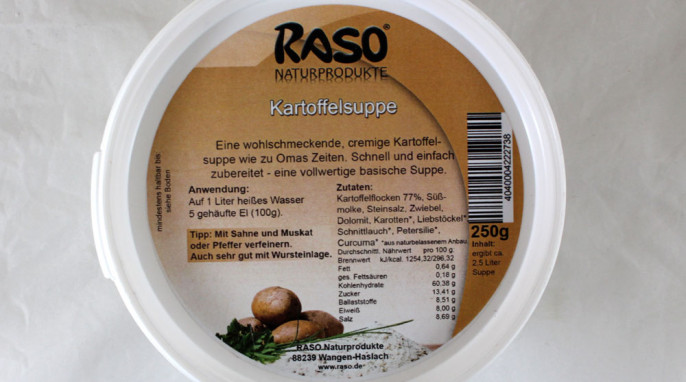 RASO®
NATURPRODUKTE
Kartoffelsuppe
Eine wohlschmeckende, cremige Kartoffel-
suppe wie zu Omas Zeiten. Schnell und einfach
zubereitet - eine vollwertige basische Suppe.
mindestens haltbar bis
siehe Boden
Anwendung:
Auf 1 Liter heißes Wasser
5 gehäufte El (100g).
Tipp: Mit Sahne und Muskat
oder Pfeffer verfeinern.
Auch sehr gut mit Wursteinlage.
Zutaten:
Kartoffelflocken 77%, Süß-
molke, Steinsalz, Zwiebel,
Dolomit, Karotten*, Liebstöckel*
Schnittlauch*, Petersilie*,
Curcuma* *aus naturbelassenem Anbau
Durchschnittl. Nährwert pro 100 g:
Brennwert kJ/kcal. 1254,32/296,32
Fett 0,64 g
ges. Fettsäuren 0,18 g
Kohlenhydrate 60,38 g
Zucker 13,41 g
Ballaststoffe 8,51 g
Eiweiß 8,00 g
Salz 8,69 g
4040004222738
250g
Inhalt:
ergibt ca.
2,5 Liter
Suppe
RASO Naturprodukte
88239 Wangen-Haslach
www.raso.de